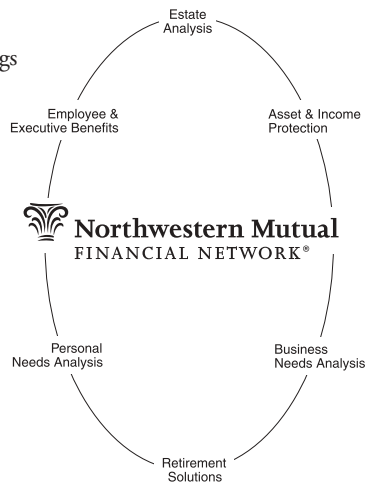 Estate
Analysis
gs
Employee &
Executive Benefits
Asset & Income
Protection
Northwestern Mutual
FINANCIAL NETWORK®
Personal
Needs Analysis
Business
Needs Analysis
Retirement
Solutions